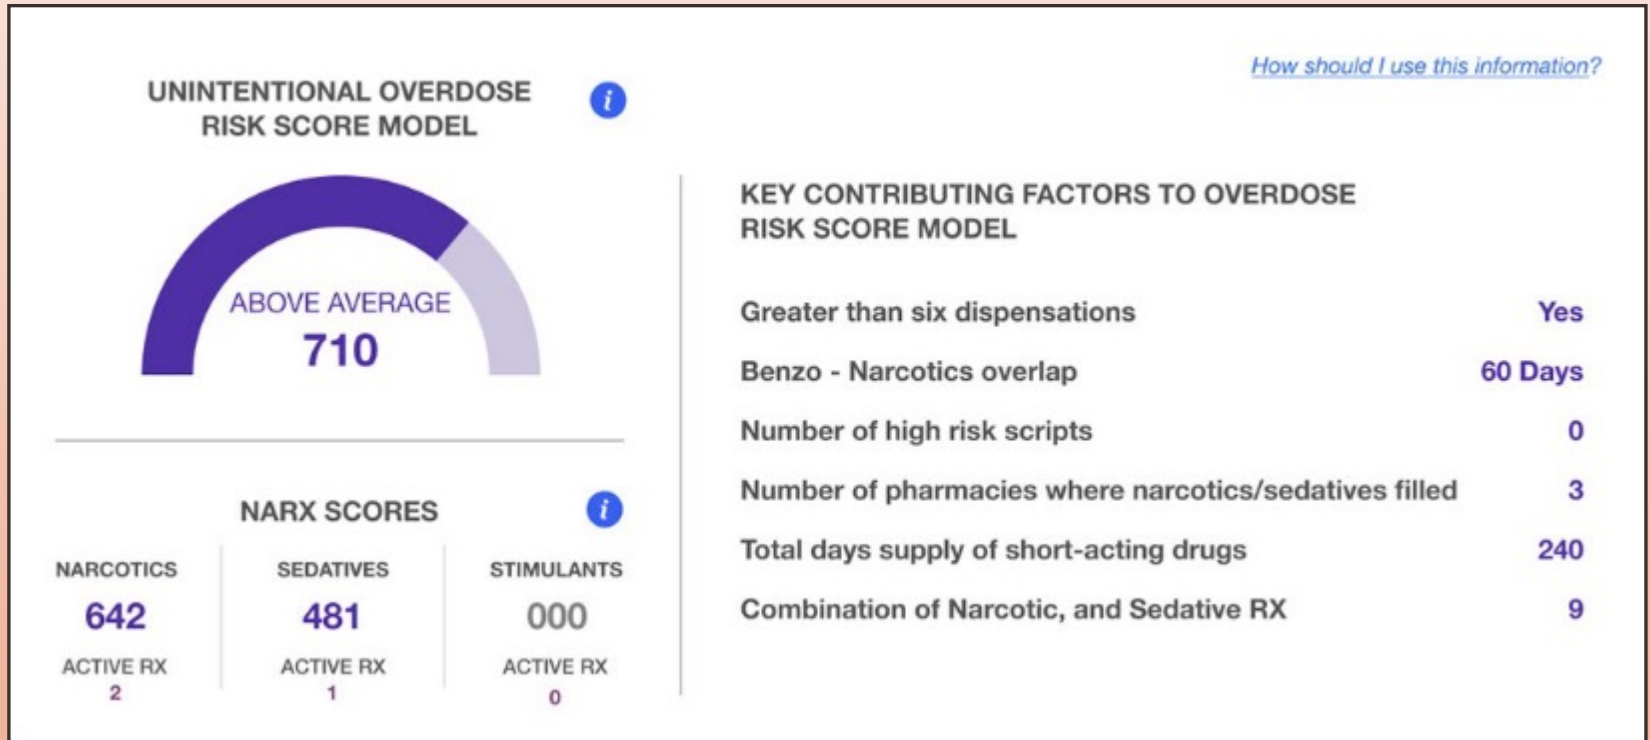 How should I use this information?
UNINTENTIONAL OVERDOSE
RISK SCORE MODEL
i
ABOVE AVERAGE
710
NARX SCORES
i
NARCOTICS
642
ACTIVE RX
2
SEDATIVES
481
ACTIVE RX
1
STIMULANTS
000
ACTIVE RX
0
KEY CONTRIBUTING FACTORS TO OVERDOSE
RISK SCORE MODEL
Greater than six dispensations Yes
Benzo - Narcotics overlap 60 Days
Number of high risk scripts 0
Number of pharmacies where narcotics/sedatives filled 3
Total days supply of short-acting drugs 240
Combination of Narcotic, and Sedative RX 9